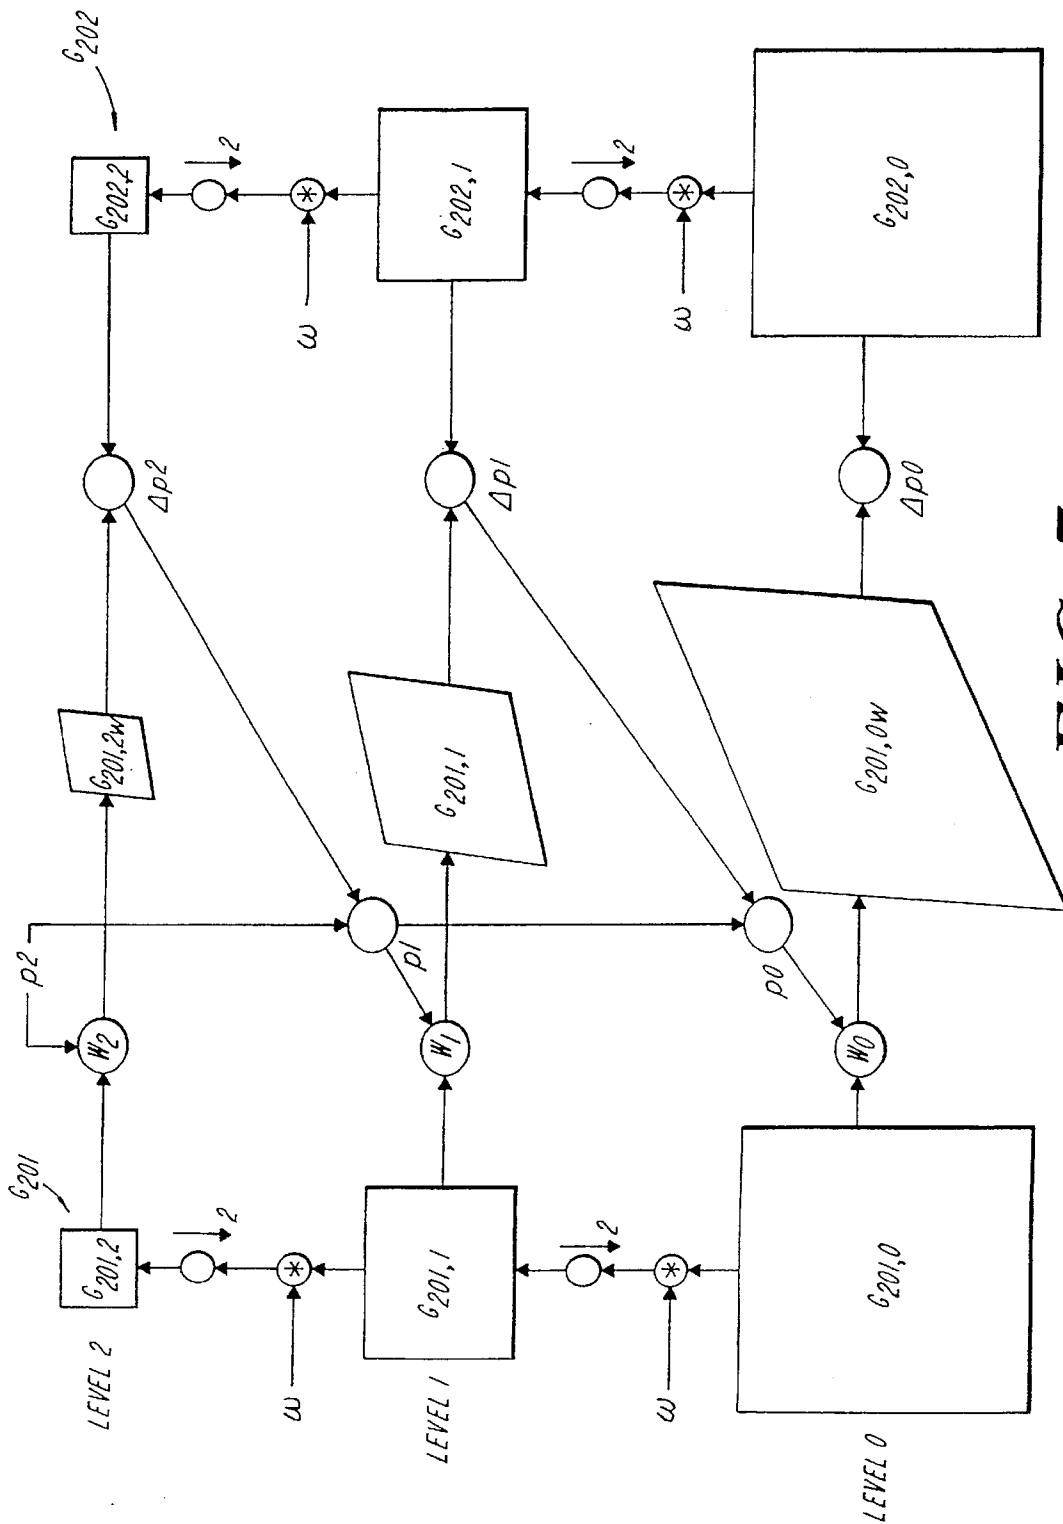 G201
p2
G202
LEVEL 2
G201,2
W2
G201,2W
Δp2
G202,2
2
2
ω
*
ω
*
LEVEL 1
G201,1
W1
p1
G201,1
Δp1
G202,1
2
2
ω
*
ω
*
LEVEL 0
G201,0
W0
p0
G201,0W
Δp0
G202,0